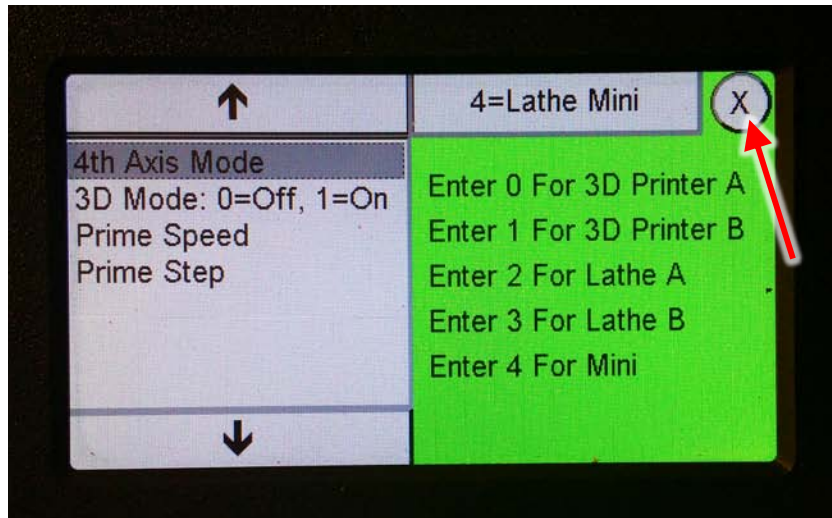 ↑
4=Lathe Mini
X
4th Axis Mode
3D Mode: 0=Off, 1=On
Prime Speed
Prime Step
↓
Enter 0 For 3D Printer A
Enter 1 For 3D Printer B
Enter 2 For Lathe A
Enter 3 For Lathe B
Enter 4 For Mini